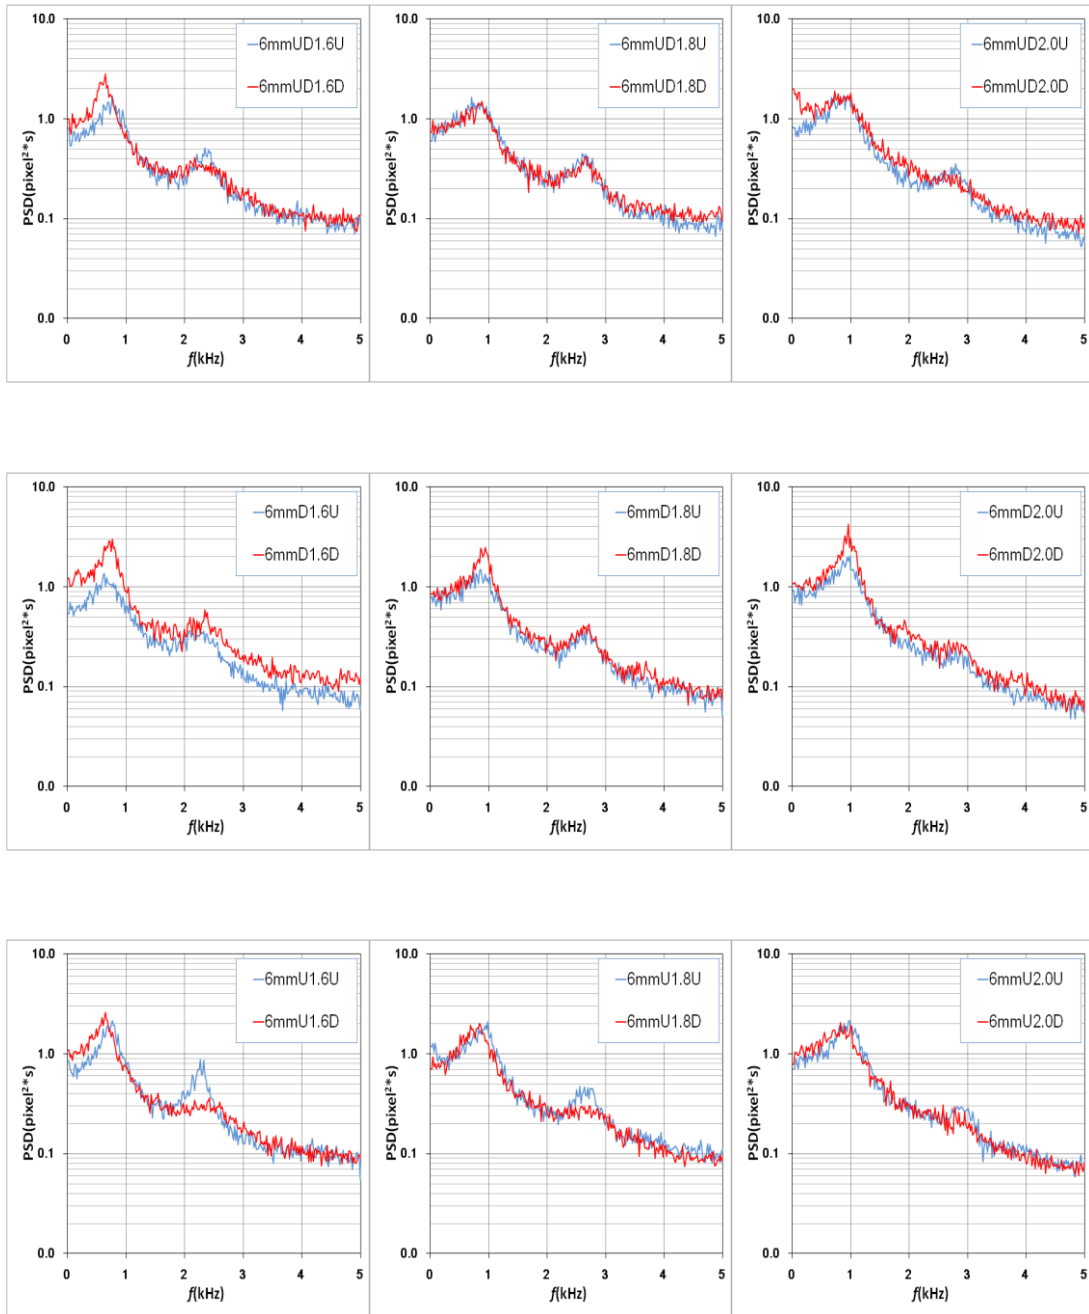 10.0
1.0
0.1
0.0
PSD(pixel²*s)
6mmUD1.6U
6mmUD1.6D
0 1 2 3 4 5
f(kHz)
10.0
1.0
0.1
0.0
PSD(pixel²*s)
6mmUD1.8U
6mmUD1.8D
0 1 2 3 4 5
f(kHz)
10.0
1.0
0.1
0.0
PSD(pixel²*s)
6mmUD2.0U
6mmUD2.0D
0 1 2 3 4 5
f(kHz)
10.0
1.0
0.1
0.0
PSD(pixel²*s)
6mmD1.6U
6mmD1.6D
0 1 2 3 4 5
f(kHz)
10.0
1.0
0.1
0.0
PSD(pixel²*s)
6mmD1.8U
6mmD1.8D
0 1 2 3 4 5
f(kHz)
10.0
1.0
0.1
0.0
PSD(pixel²*s)
6mmD2.0U
6mmD2.0D
0 1 2 3 4 5
f(kHz)
10.0
1.0
0.1
0.0
PSD(pixel²*s)
6mmU1.6U
6mmU1.6D
0 1 2 3 4 5
f(kHz)
10.0
1.0
0.1
0.0
PSD(pixel²*s)
6mmU1.8U
6mmU1.8D
0 1 2 3 4 5
f(kHz)
10.0
1.0
0.1
0.0
PSD(pixel²*s)
6mmU2.0U
6mmU2.0D
0 1 2 3 4 5
f(kHz)